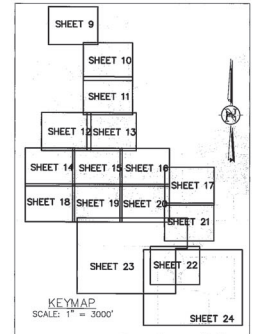 SHEET 9
SHEET 10
SHEET 11
SHEET 12 SHEET 13
SHEET 14 SHEET 15 SHEET 16
SHEET 17
SHEET 18 SHEET 19 SHEET 20
SHEET 21
SHEET 23 SHEET 22
KEYMAP
SCALE: 1" = 3000'
SHEET 24
N